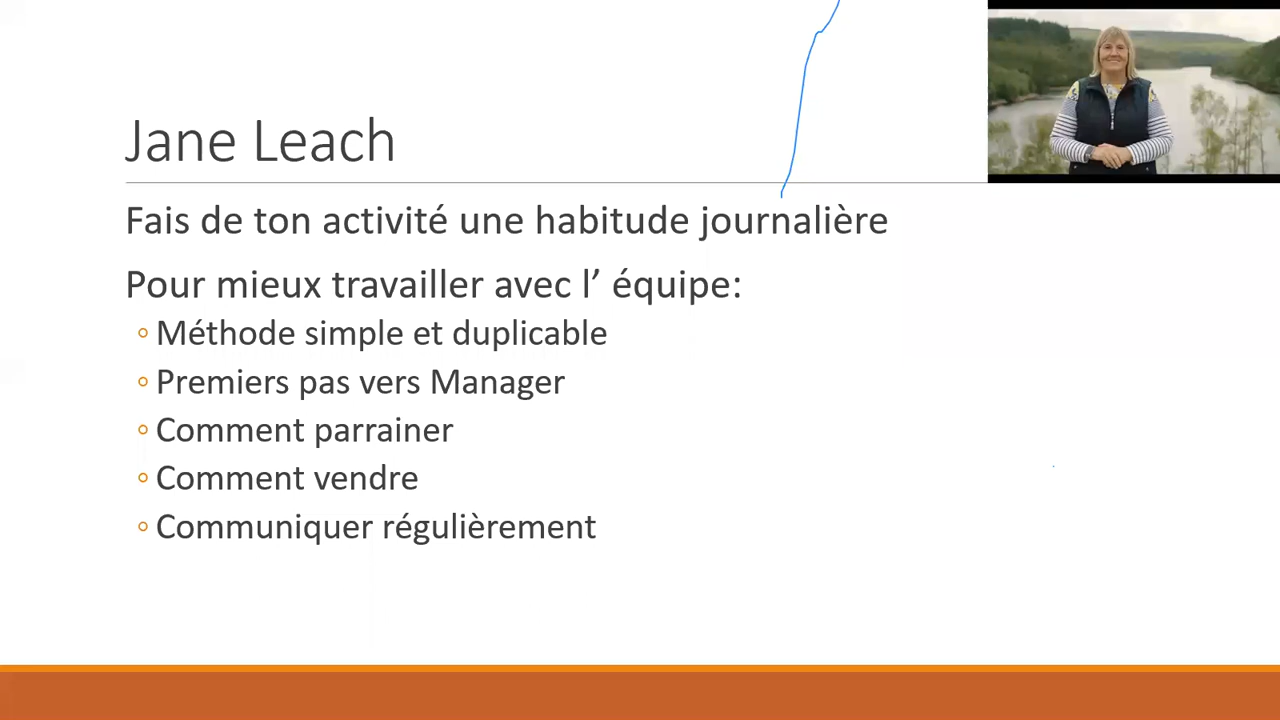 Jane Leach
Fais de ton activité une habitude journalière
Pour mieux travailler avec l’ équipe:
Méthode simple et duplicable
Premiers pas vers Manager
Comment parrainer
Comment vendre
Communiquer régulièrement